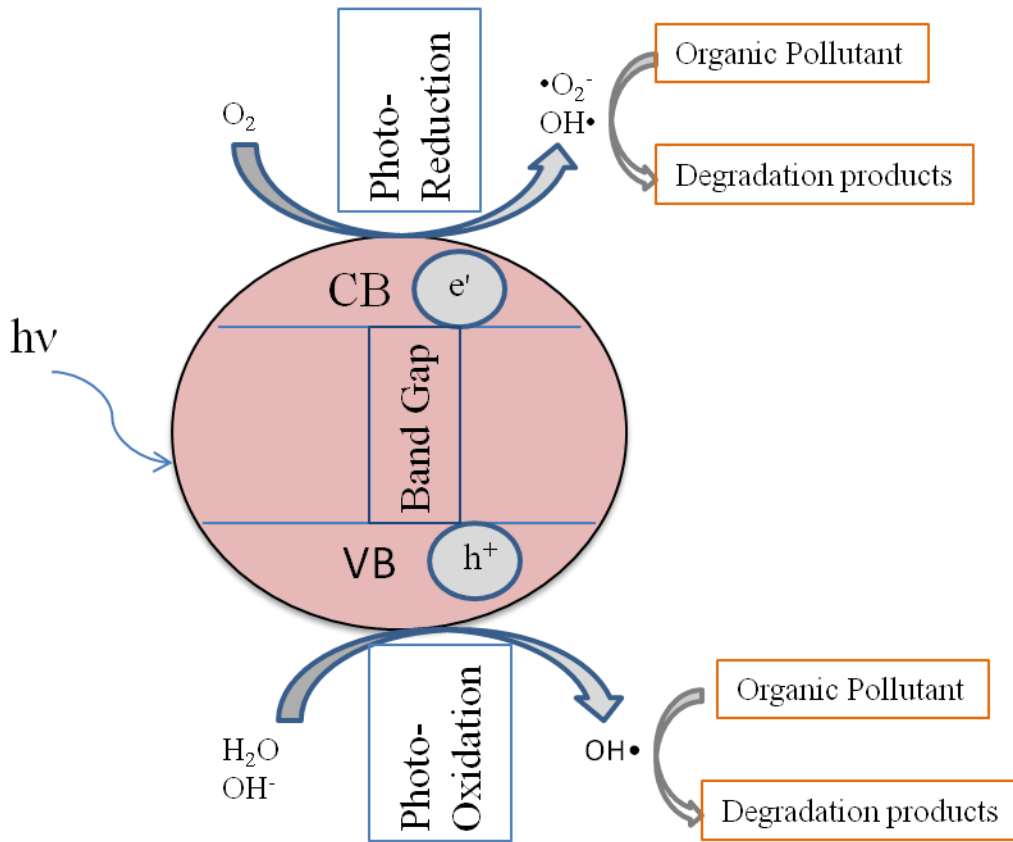 O₂
Photo-
Reduction
•O₂⁻
OH•
Organic Pollutant
Degradation products
CB
e'
hν
Band Gap
VB
h⁺
H₂O
OH⁻
Photo-
Oxidation
OH•
Organic Pollutant
Degradation products